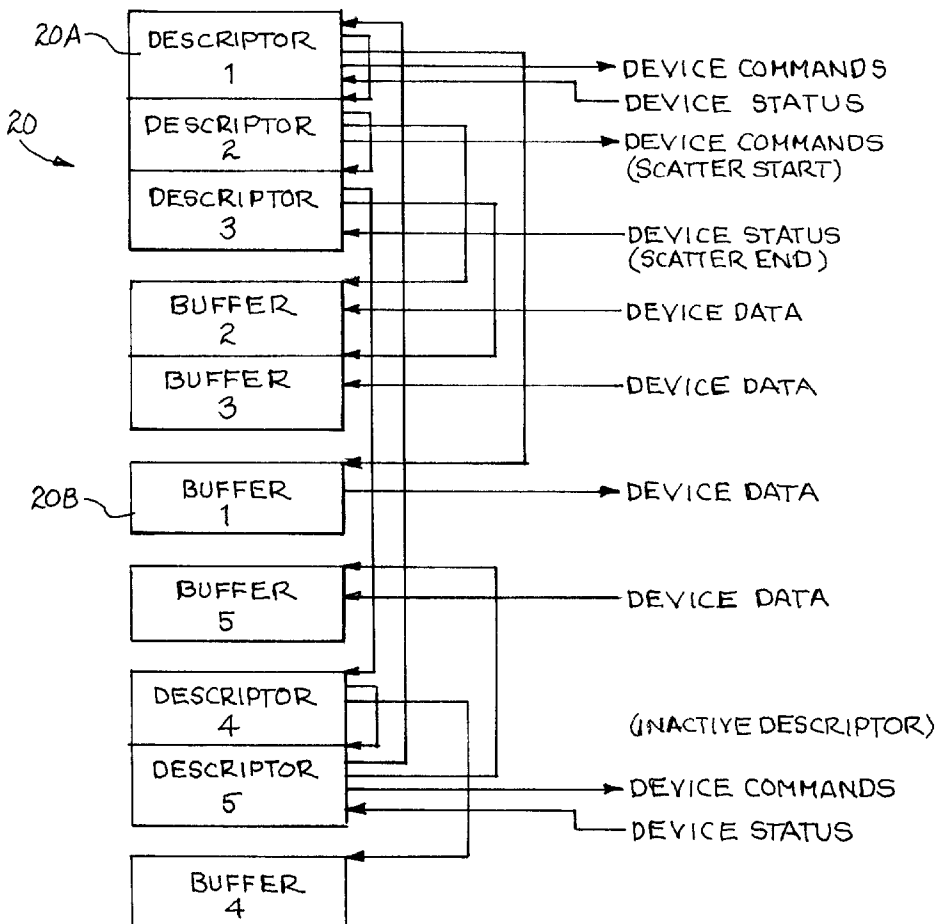 20A
DESCRIPTOR
1
DEVICE COMMANDS
DEVICE STATUS
20
DESCRIPTOR
2
DEVICE COMMANDS
(SCATTER START)
DESCRIPTOR
3
DEVICE STATUS
(SCATTER END)
BUFFER
2
DEVICE DATA
BUFFER
3
DEVICE DATA
20B
BUFFER
1
DEVICE DATA
BUFFER
5
DEVICE DATA
DESCRIPTOR
4
(INACTIVE DESCRIPTOR)
DESCRIPTOR
5
DEVICE COMMANDS
DEVICE STATUS
BUFFER
4